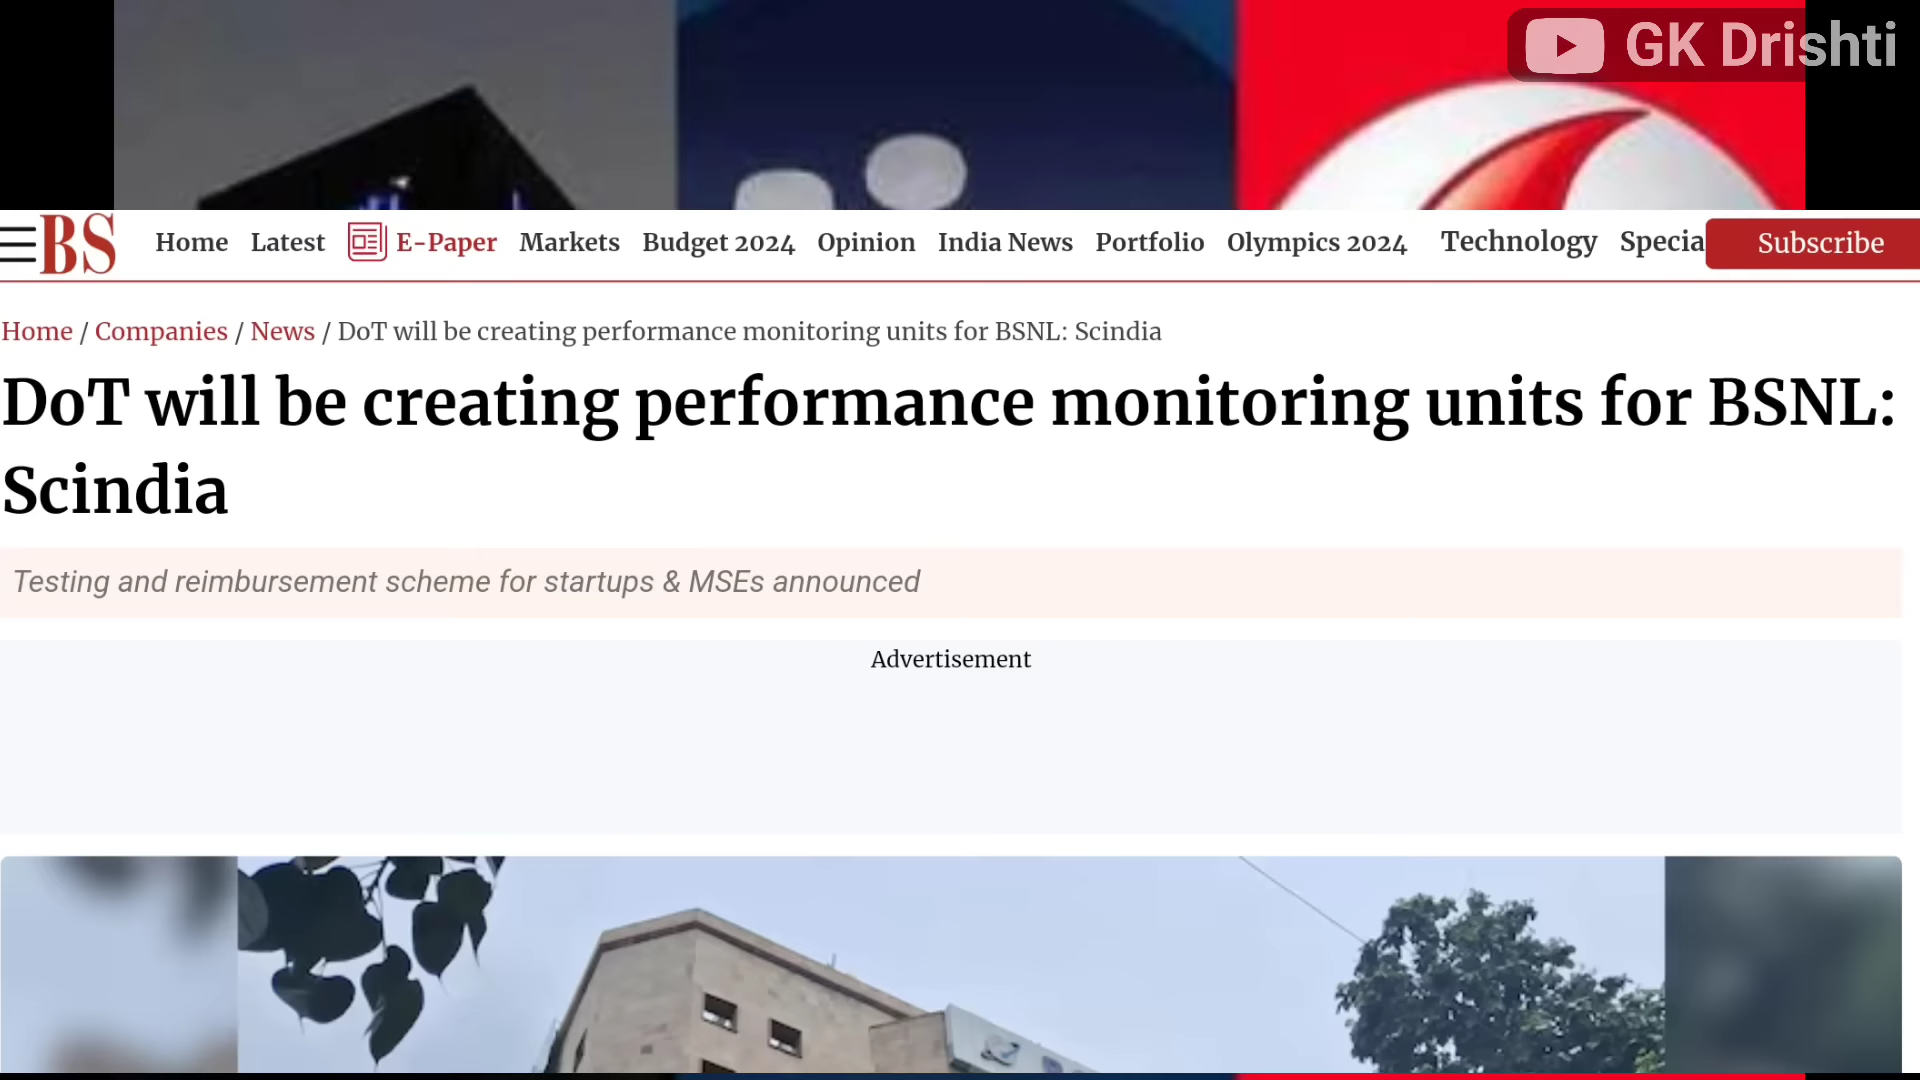 GK Drishti
BS Home Latest E-Paper Markets Budget 2024 Opinion India News Portfolio Olympics 2024 Technology Specia Subscribe
Home / Companies / News / DoT will be creating performance monitoring units for BSNL: Scindia
DoT will be creating performance monitoring units for BSNL:
Scindia
Testing and reimbursement scheme for startups & MSEs announced
Advertisement